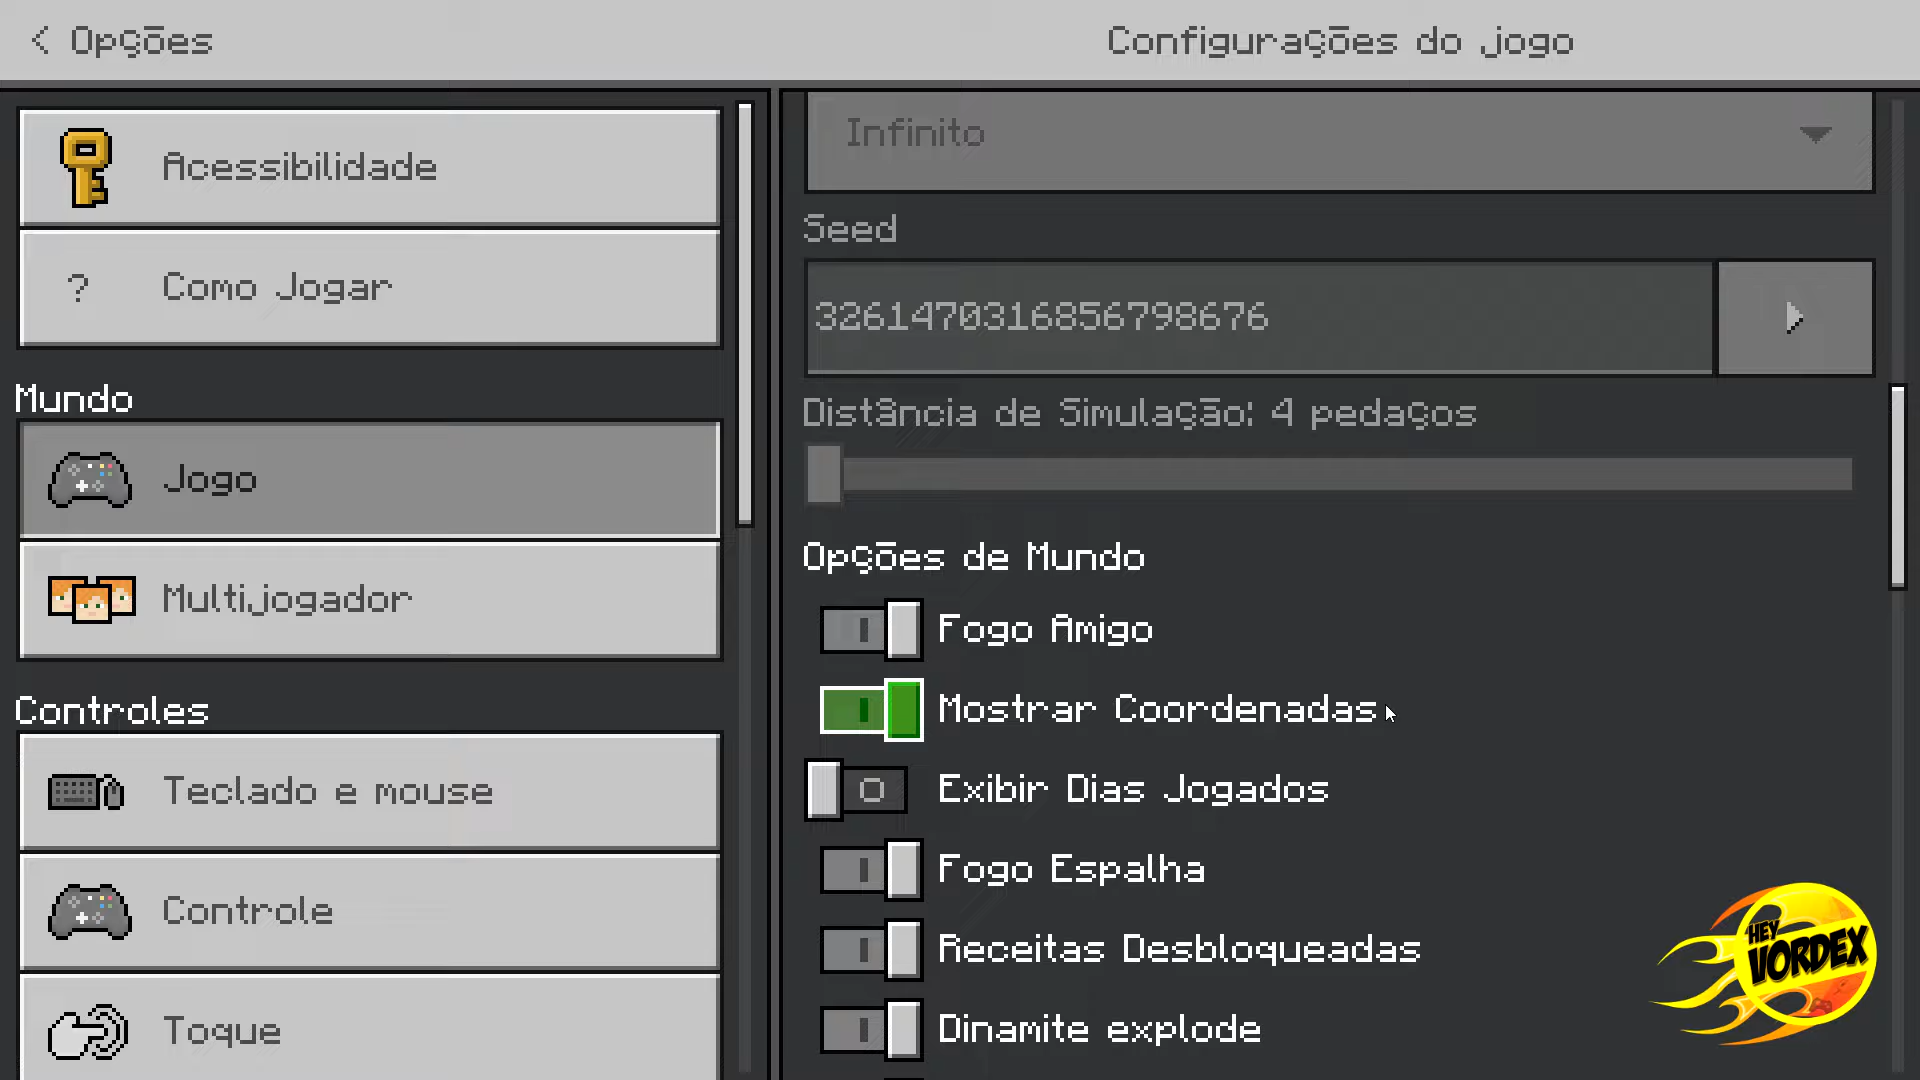 Opções
Configurações do jogo
Acessibilidade
? Como Jogar
Mundo
Jogo
Multijogador
Controles
Teclado e mouse
Controle
Toque
Infinito
Seed
3261470316856798676
Distância de Simulação: 4 pedaços
Opções de Mundo
Fogo Amigo
Mostrar Coordenadas
Exibir Dias Jogados
Fogo Espalha
Receitas Desbloqueadas
Dinamite explode
HEY
VORDEX